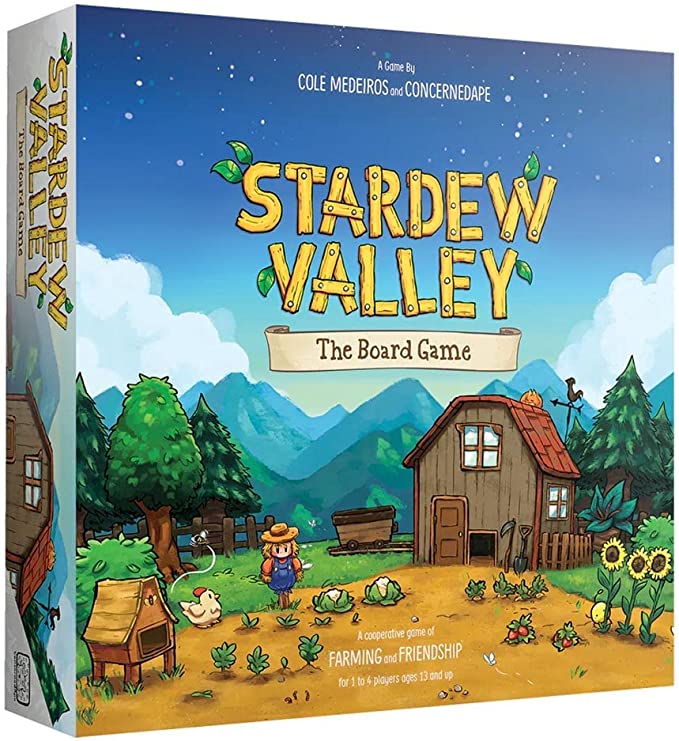 A Game By
COLE MEDEIROS and CONCERNEDAPE
STARDEW
VALLEY
The Board Game
A cooperative game of
FARMING and FRIENDSHIP
for 1 to 4 players ages 13 and up
STARDEW
VALLEY
The Board Game